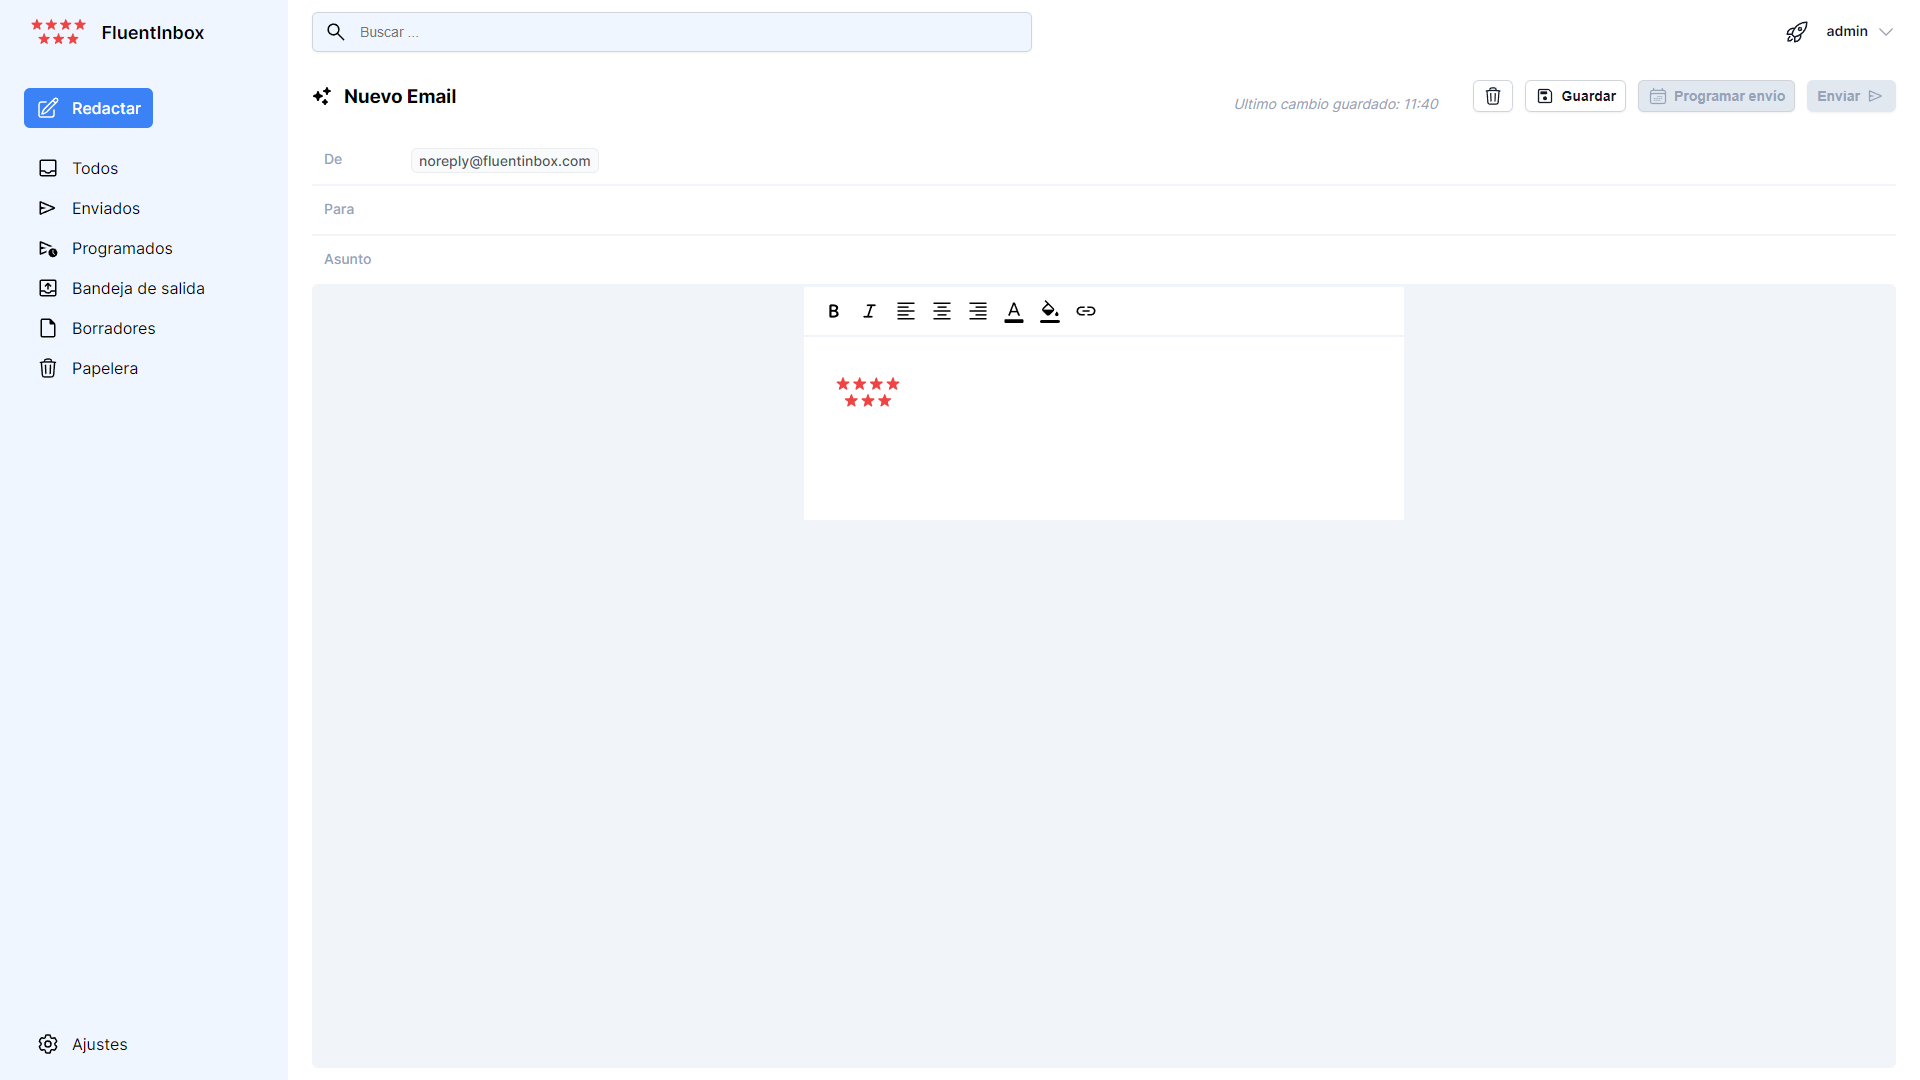 FluentInbox
Buscar ...
admin
Redactar
Nuevo Email
Ultimo cambio guardado: 11:40
Guardar
Programar envío
Enviar
Todos
Enviados
Programados
Bandeja de salida
Borradores
Papelera
Ajustes
De
noreply@fluentinbox.com
Para
Asunto
B
I
A